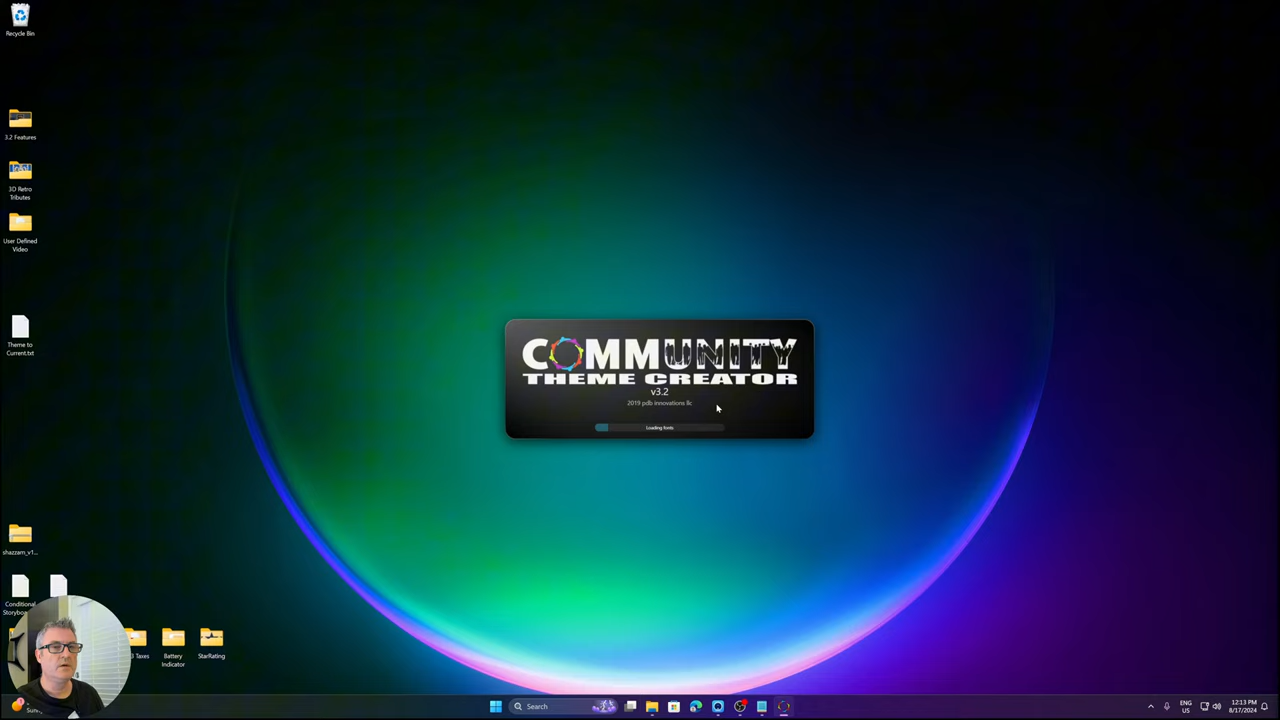 Recycle Bin
3.2 Features
3D Retro
Tributes
User Defined
Video
Theme to
Current.txt
COMMUNITY
THEME CREATOR
v3.2
2019 pdb innovations llc
Loading fonts
shazzam_v1...
Conditional
Taxes
Battery
Indicator
StarRating
Search
ENG
US
12:13 PM
8/17/2024